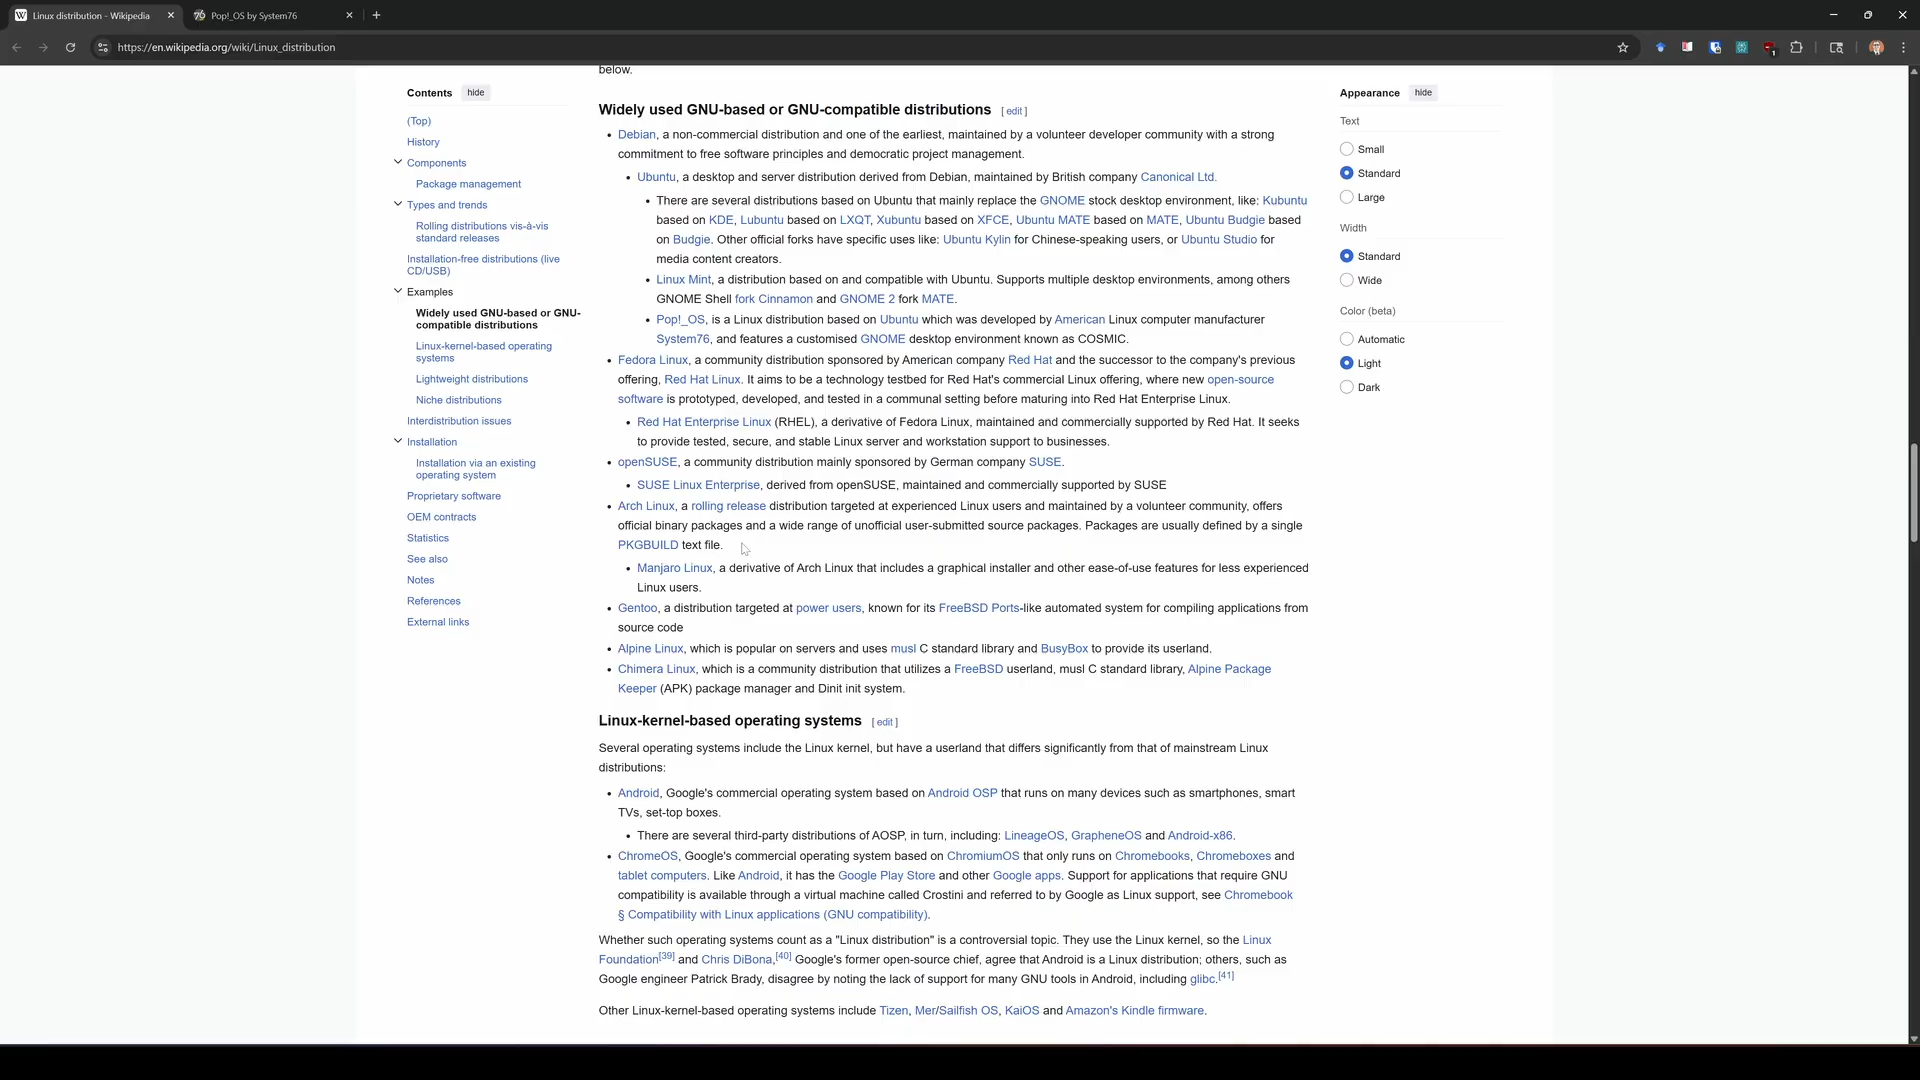 Linux distribution - Wikipedia
Pop!_OS by System76
https://en.wikipedia.org/wiki/Linux_distribution
below.
Contents hide
(Top)
History
Components
Package management
Types and trends
Rolling distributions vis-à-vis
standard releases
Installation-free distributions (live
CD/USB)
Examples
Widely used GNU-based or GNU-
compatible distributions
Linux-kernel-based operating
systems
Lightweight distributions
Niche distributions
Interdistribution issues
Installation
Installation via an existing
operating system
Proprietary software
OEM contracts
Statistics
See also
Notes
References
External links
Widely used GNU-based or GNU-compatible distributions [ edit ]
Debian, a non-commercial distribution and one of the earliest, maintained by a volunteer developer community with a strong
commitment to free software principles and democratic project management.
Ubuntu, a desktop and server distribution derived from Debian, maintained by British company Canonical Ltd.
There are several distributions based on Ubuntu that mainly replace the GNOME stock desktop environment, like: Kubuntu
based on KDE, Lubuntu based on LXQT, Xubuntu based on XFCE, Ubuntu MATE based on MATE, Ubuntu Budgie based
on Budgie. Other official forks have specific uses like: Ubuntu Kylin for Chinese-speaking users, or Ubuntu Studio for
media content creators.
Linux Mint, a distribution based on and compatible with Ubuntu. Supports multiple desktop environments, among others
GNOME Shell fork Cinnamon and GNOME 2 fork MATE.
Pop!_OS, is a Linux distribution based on Ubuntu which was developed by American Linux computer manufacturer
System76, and features a customised GNOME desktop environment known as COSMIC.
Fedora Linux, a community distribution sponsored by American company Red Hat and the successor to the company's previous
offering, Red Hat Linux. It aims to be a technology testbed for Red Hat's commercial Linux offering, where new open-source
software is prototyped, developed, and tested in a communal setting before maturing into Red Hat Enterprise Linux.
Red Hat Enterprise Linux (RHEL), a derivative of Fedora Linux, maintained and commercially supported by Red Hat. It seeks
to provide tested, secure, and stable Linux server and workstation support to businesses.
openSUSE, a community distribution mainly sponsored by German company SUSE.
SUSE Linux Enterprise, derived from openSUSE, maintained and commercially supported by SUSE
Arch Linux, a rolling release distribution targeted at experienced Linux users and maintained by a volunteer community, offers
official binary packages and a wide range of unofficial user-submitted source packages. Packages are usually defined by a single
PKGBUILD text file.
Manjaro Linux, a derivative of Arch Linux that includes a graphical installer and other ease-of-use features for less experienced
Linux users.
Gentoo, a distribution targeted at power users, known for its FreeBSD Ports-like automated system for compiling applications from
source code
Alpine Linux, which is popular on servers and uses musl C standard library and BusyBox to provide its userland.
Chimera Linux, which is a community distribution that utilizes a FreeBSD userland, musl C standard library, Alpine Package
Keeper (APK) package manager and Dinit init system.
Linux-kernel-based operating systems [ edit ]
Several operating systems include the Linux kernel, but have a userland that differs significantly from that of mainstream Linux
distributions:
Android, Google's commercial operating system based on Android OSP that runs on many devices such as smartphones, smart
TVs, set-top boxes.
There are several third-party distributions of AOSP, in turn, including: LineageOS, GrapheneOS and Android-x86.
ChromeOS, Google's commercial operating system based on ChromiumOS that only runs on Chromebooks, Chromeboxes and
tablet computers. Like Android, it has the Google Play Store and other Google apps. Support for applications that require GNU
compatibility is available through a virtual machine called Crostini and referred to by Google as Linux support, see Chromebook
§ Compatibility with Linux applications (GNU compatibility).
Whether such operating systems count as a "Linux distribution" is a controversial topic. They use the Linux kernel, so the Linux
Foundation[39] and Chris DiBona,[40] Google's former open-source chief, agree that Android is a Linux distribution; others, such as
Google engineer Patrick Brady, disagree by noting the lack of support for many GNU tools in Android, including glibc.[41]
Other Linux-kernel-based operating systems include Tizen, Mer/Sailfish OS, KaiOS and Amazon's Kindle firmware.
Appearance hide
Text
Small
Standard
Large
Width
Standard
Wide
Color (beta)
Automatic
Light
Dark